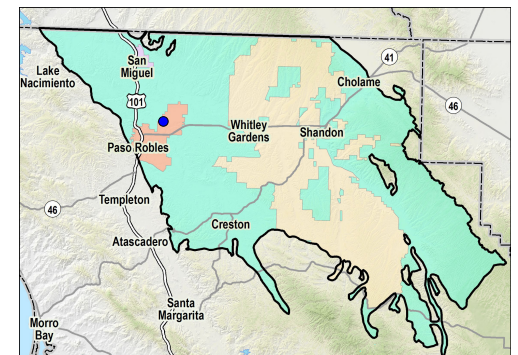 41
San
Miguel
Lake
Nacimiento
Cholame
101
46
Whitley
Gardens
Shandon
Paso Robles
Templeton
46
Creston
Atascadero
Santa
Margarita
Morro
Bay